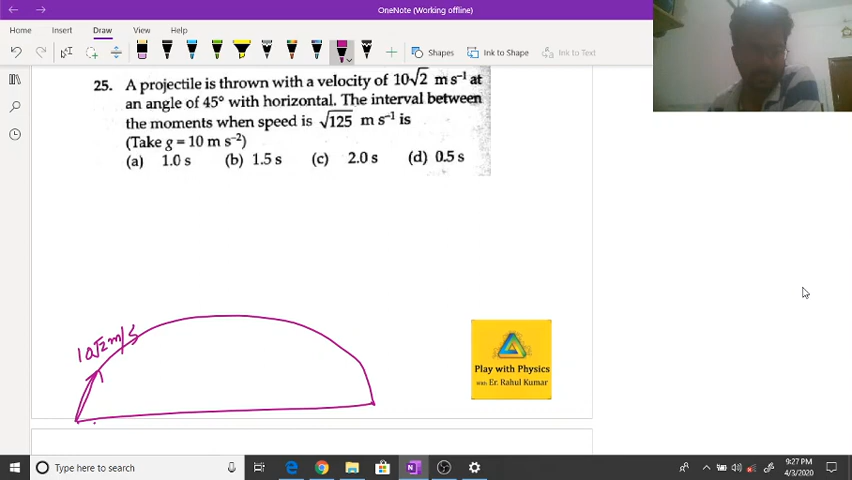 OneNote (Working offline)
Home Insert Draw View Help
Shapes Ink to Shape Ink to Text
25. A projectile is thrown with a velocity of 10√2 m s⁻¹ at
an angle of 45° with horizontal. The interval between
the moments when speed is √125 m s⁻¹ is
(Take g = 10 m s⁻²)
(a) 1.0 s (b) 1.5 s (c) 2.0 s (d) 0.5 s
10√2 m/s
Play with Physics
With Er. Rahul Kumar
Type here to search
9:27 PM
4/3/2020